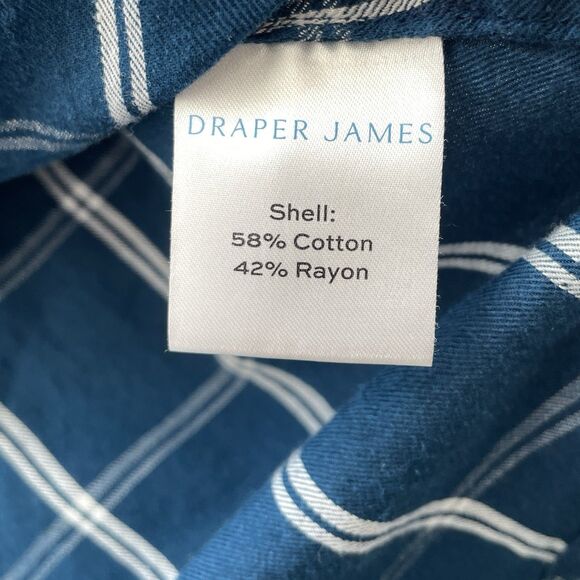 DRAPER JAMES
Shell:
58% Cotton
42% Rayon